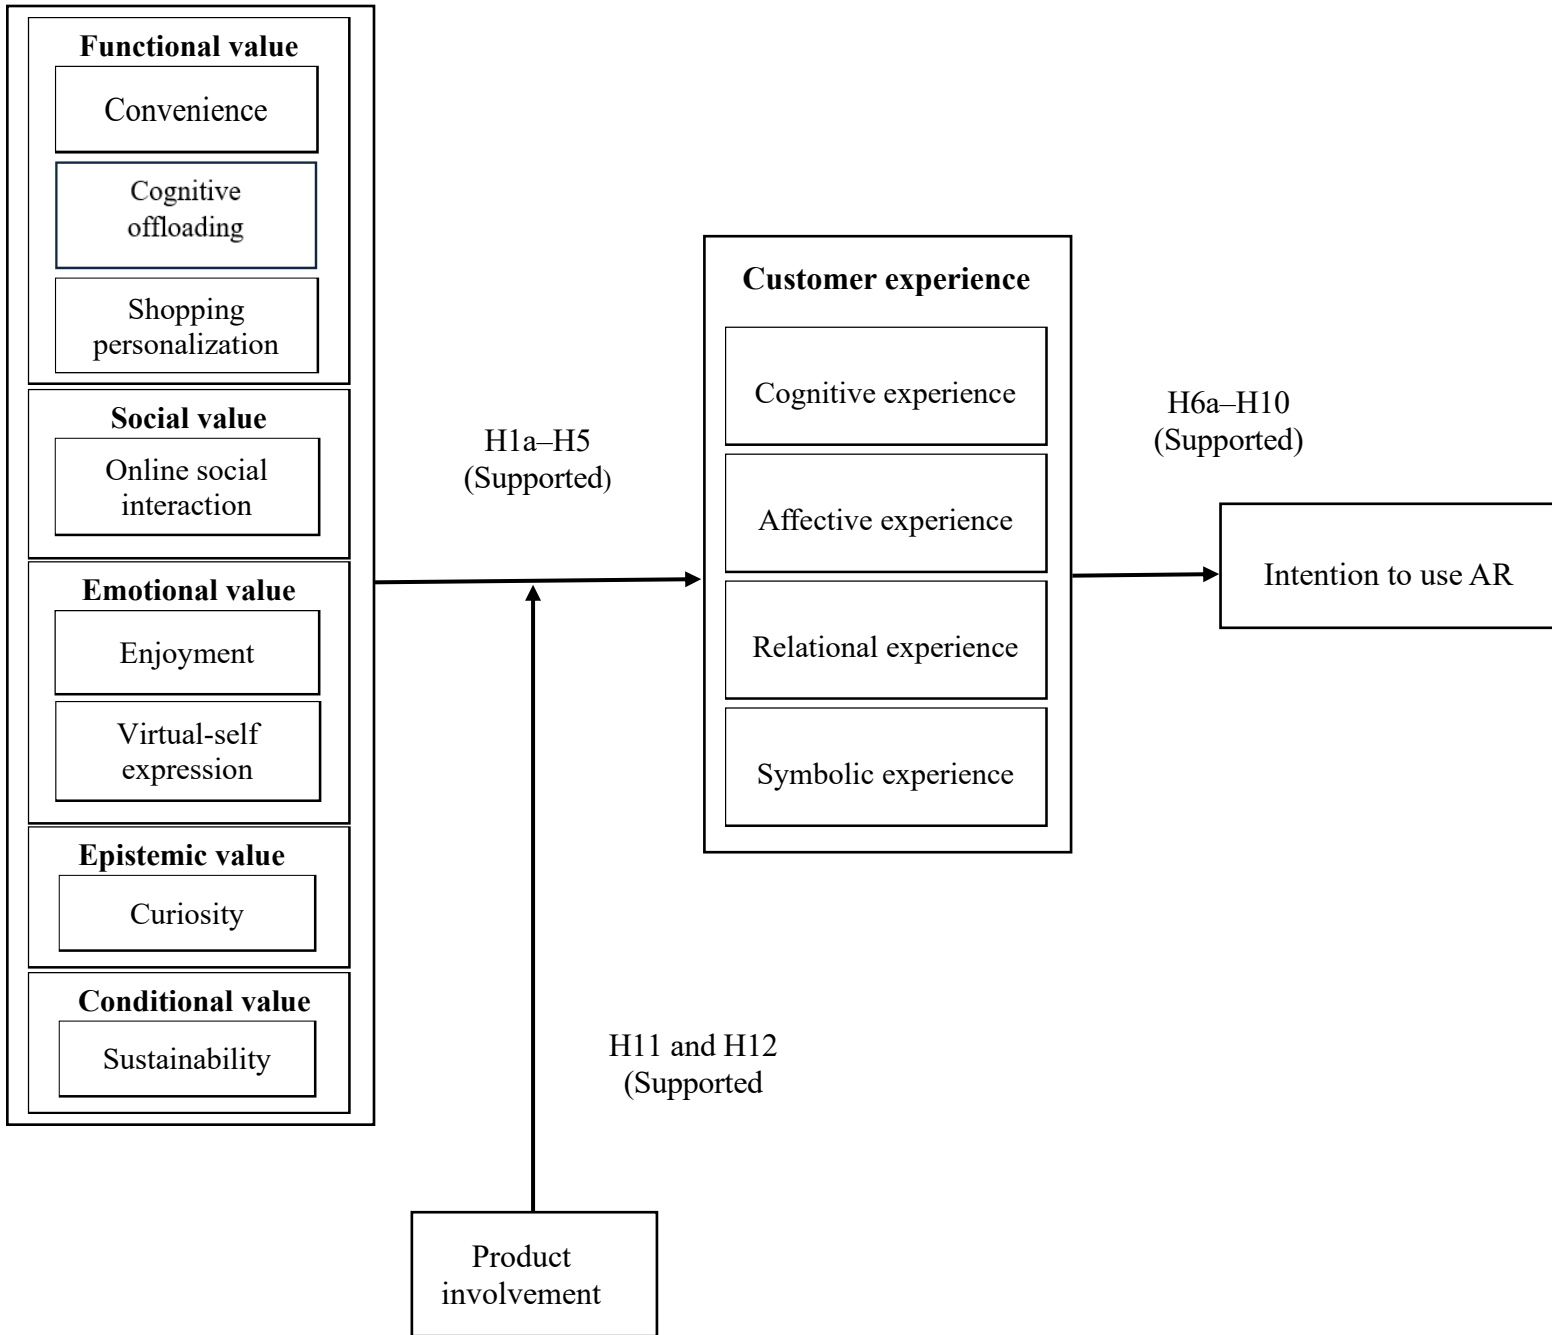 Functional value
Convenience
Cognitive
offloading
Shopping
personalization
Social value
Online social
interaction
Emotional value
Enjoyment
Virtual-self
expression
Epistemic value
Curiosity
Conditional value
Sustainability
H1a–H5
(Supported)
H11 and H12
(Supported
Product
involvement
Customer experience
Cognitive experience
Affective experience
Relational experience
Symbolic experience
H6a–H10
(Supported)
Intention to use AR